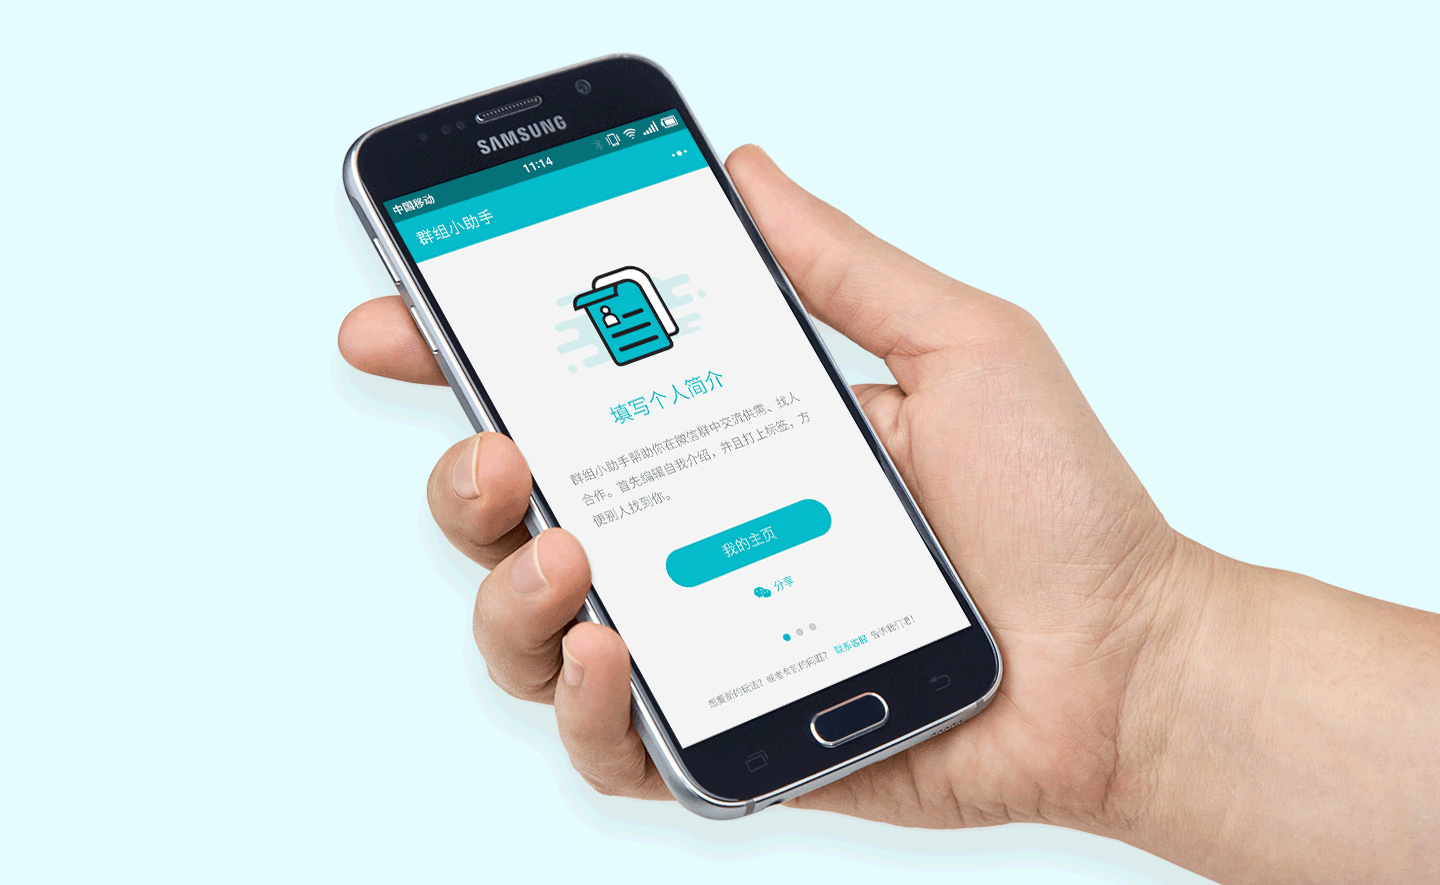 SAMSUNG
中国移动
11:14
群组小助手
填写个人简介
群组小助手帮助你在微信群中交流供需、找人
合作。首先编辑自我介绍，并且打上标签，方
便别人找到你。
我的主页
分享
想要新的玩法？或者有到的问题？ 联系客服 告诉我们吧！